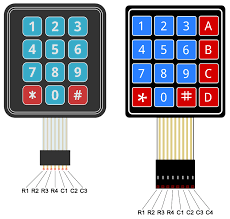 1 2 3
4 5 6
7 8 9
* 0 #
R1 R2 R3 R4 C1 C2 C3
1 2 3 A
4 5 6 B
7 8 9 C
* 0 # D
R1 R2 R3 R4 C1 C2 C3 C4